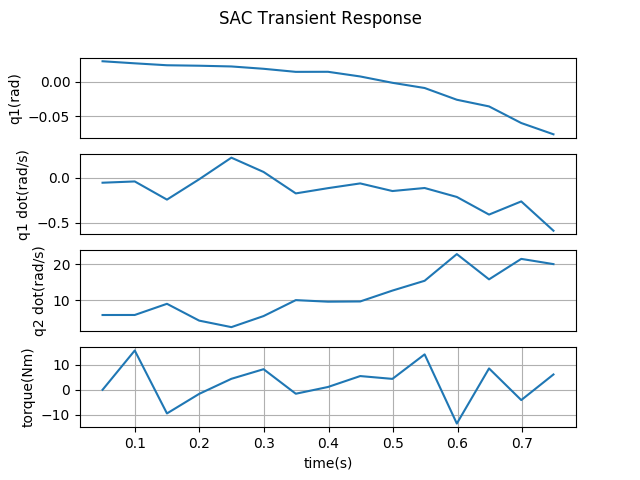 SAC Transient Response
q1(rad)
0.00
−0.05
q1 dot(rad/s)
0.0
−0.5
q2 dot(rad/s)
20
10
torque(Nm)
10
0
−10
0.1 0.2 0.3 0.4 0.5 0.6 0.7
time(s)